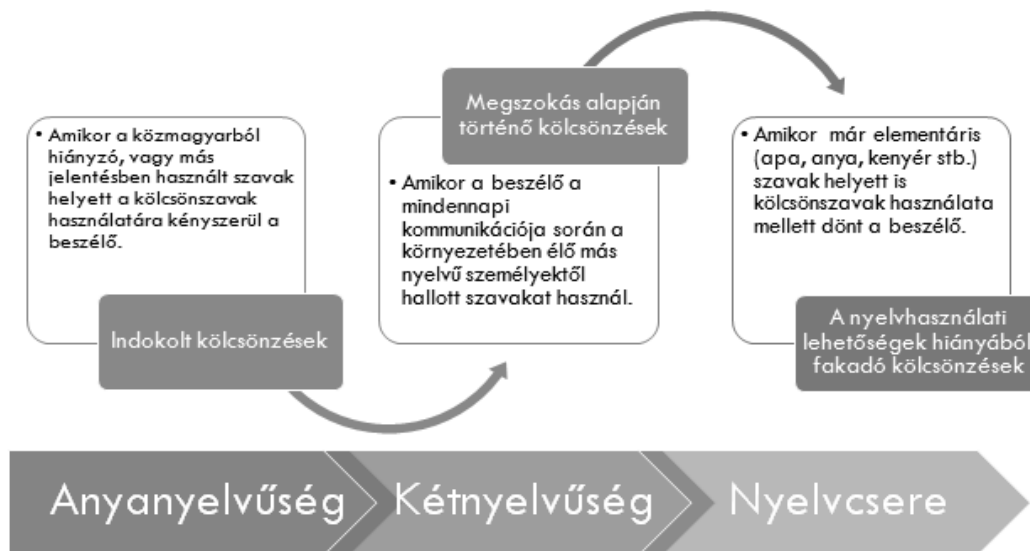 • Amikor a közmagyarból
hiányzó, vagy más
jelentésben használt szavak
helyett a kölcsönszavak
használatára kényszerül a
beszélő.
Indokolt kölcsönzések
Megszokás alapján
történő kölcsönzések
• Amikor a beszélő a
mindennapi
kommunikációja során a
környezetében élő más
nyelvű személyektől
hallott szavakat használ.
• Amikor már elementáris
(apa, anya, kenyér stb.)
szavak helyett is
kölcsönszavak használata
mellett dönt a beszélő.
A nyelvhasználati
lehetőségek hiányából
fakadó kölcsönzések
Anyanyelvűség
Kétnyelvűség
Nyelvcsere